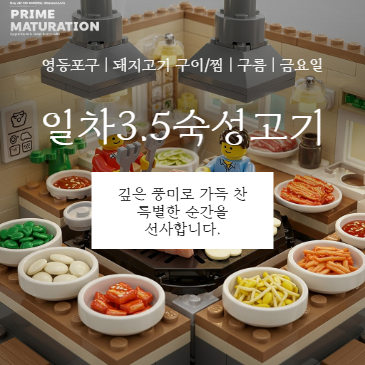 PRIME
MATURATION
영등포구 | 돼지고기 구이/찜 | 구름 | 금요일
일차3.5숙성고기
깊은 풍미로 가득 찬
특별한 순간을
선사합니다.